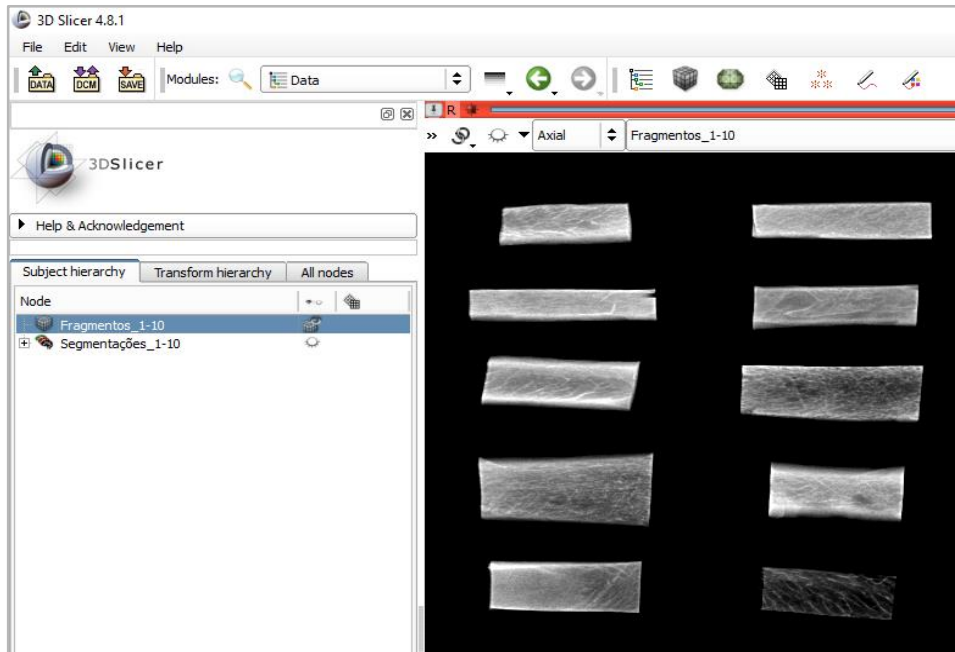 3D Slicer 4.8.1
File Edit View Help
DATA DCM SAVE Modules: Data
R
» Axial Fragmentos_1-10
3DSlicer
Help & Acknowledgement
Subject hierarchy Transform hierarchy All nodes
Node
Fragmentos_1-10
Segmentações_1-10